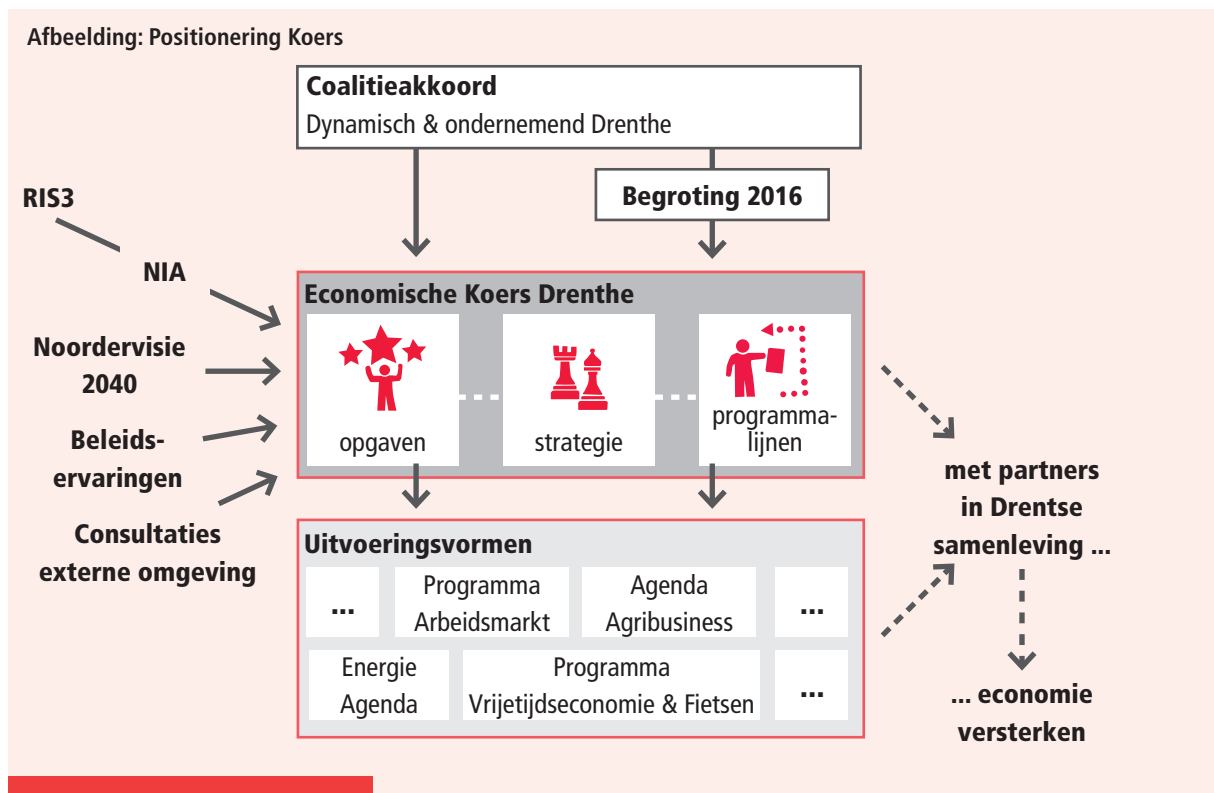 Afbeelding: Positionering Koers
Coalitieakkoord
Dynamisch & ondernemend Drenthe
Begroting 2016
RIS3
NIA
Noordervisie
2040
Beleids-
ervaringen
Consultaties
externe omgeving
Economische Koers Drenthe
opgaven
strategie
programma-
lijnen
Uitvoeringsvormen
...
Programma
Arbeidsmarkt
Agenda
Agribusiness
...
Energie
Agenda
Programma
Vrijetijdseconomie & Fietsen
...
met partners
in Drentse
samenleving ...
... economie
versterken